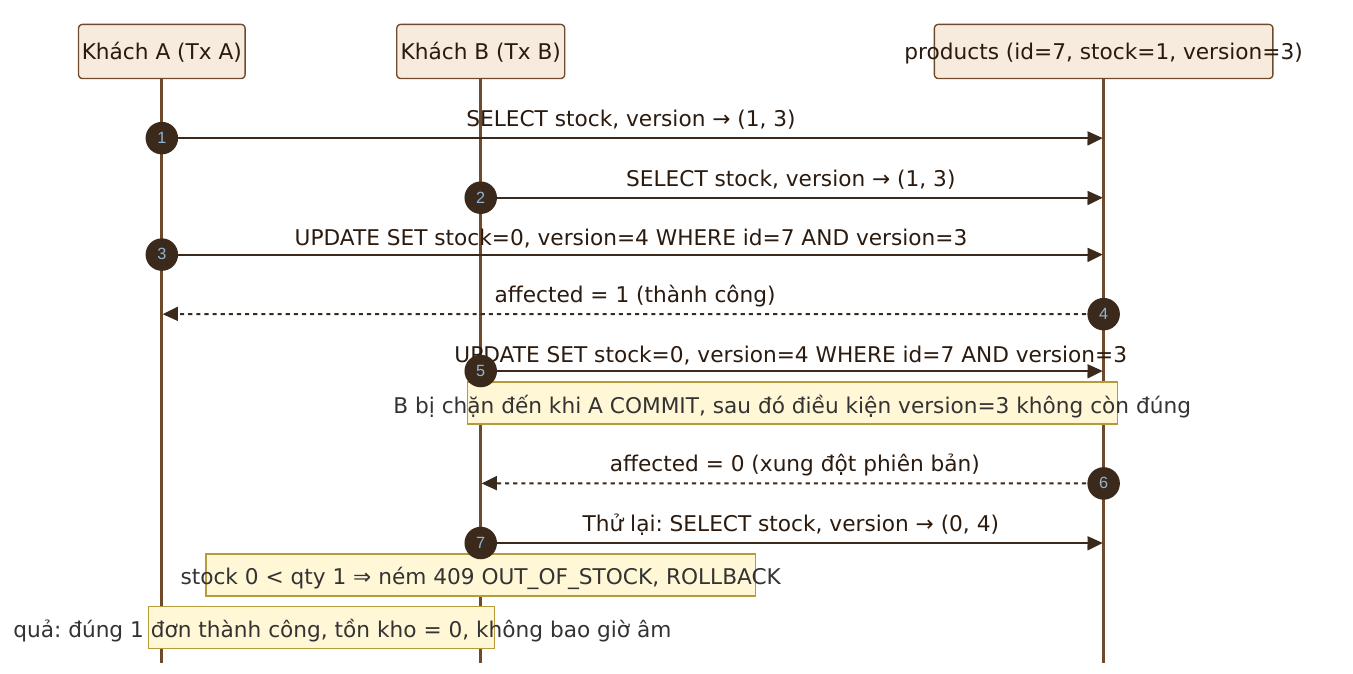 Khách A (Tx A)
Khách B (Tx B)
products (id=7, stock=1, version=3)
1
SELECT stock, version → (1, 3)
2
SELECT stock, version → (1, 3)
3
UPDATE SET stock=0, version=4 WHERE id=7 AND version=3
4
affected = 1 (thành công)
5
UPDATE SET stock=0, version=4 WHERE id=7 AND version=3
B bị chặn đến khi A COMMIT, sau đó điều kiện version=3 không còn đúng
6
affected = 0 (xung đột phiên bản)
7
Thử lại: SELECT stock, version → (0, 4)
stock 0 < qty 1 ⇒ ném 409 OUT_OF_STOCK, ROLLBACK
quả: đúng 1 đơn thành công, tồn kho = 0, không bao giờ âm